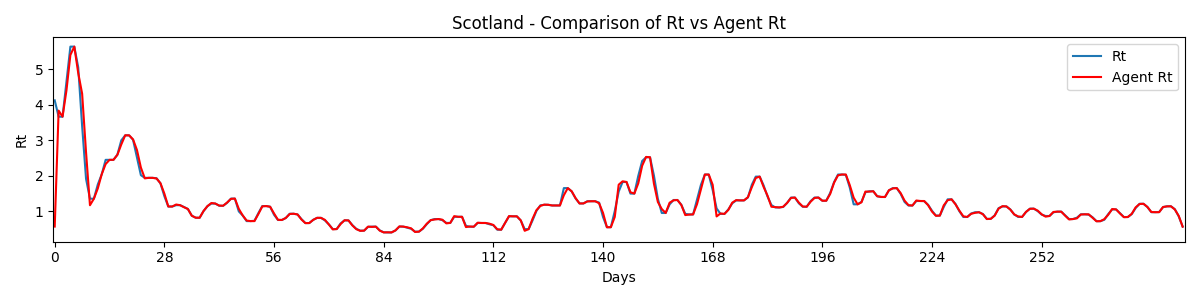 Scotland - Comparison of Rt vs Agent Rt
Rt
Agent Rt
5
4
3
2
1
Rt
0 28 56 84 112 140 168 196 224 252
Days